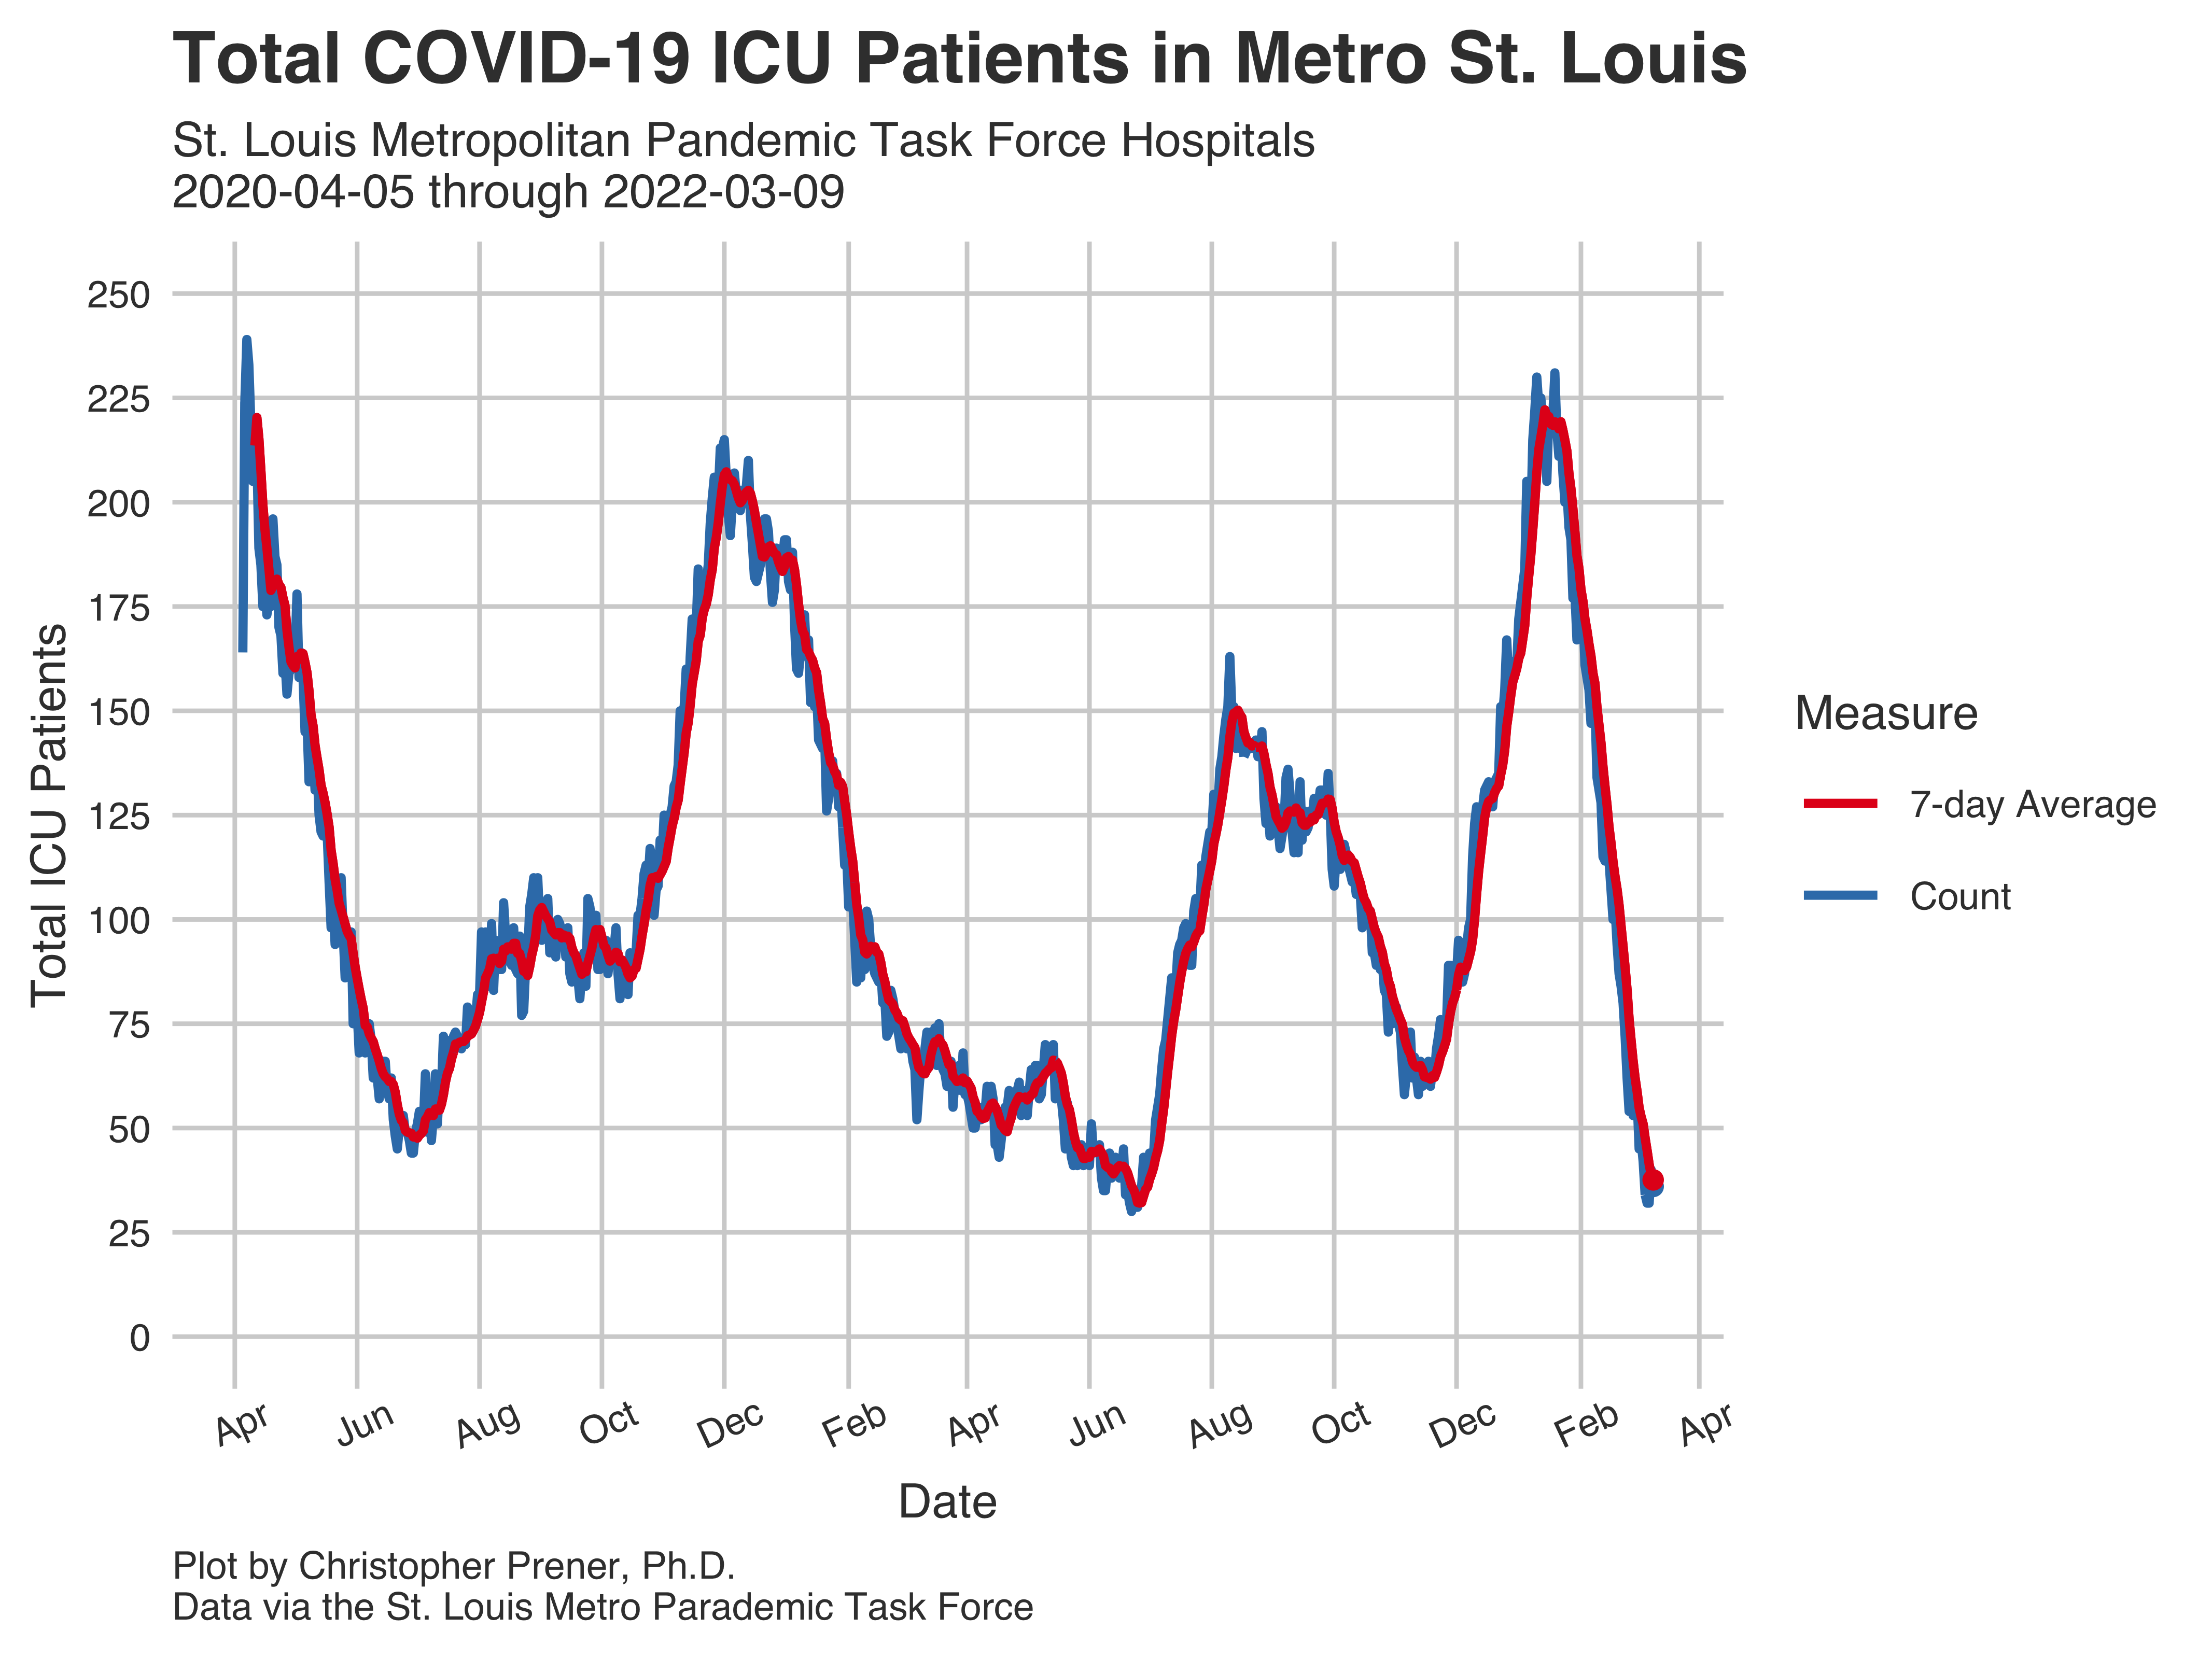 Total COVID-19 ICU Patients in Metro St. Louis
St. Louis Metropolitan Pandemic Task Force Hospitals
2020-04-05 through 2022-03-09
Total ICU Patients
250
225
200
175
150
125
100
75
50
25
0
Apr
Jun
Aug
Oct
Dec
Feb
Apr
Jun
Aug
Oct
Dec
Feb
Apr
Date
Measure
7-day Average
Count
Plot by Christopher Prener, Ph.D.
Data via the St. Louis Metro Parademic Task Force